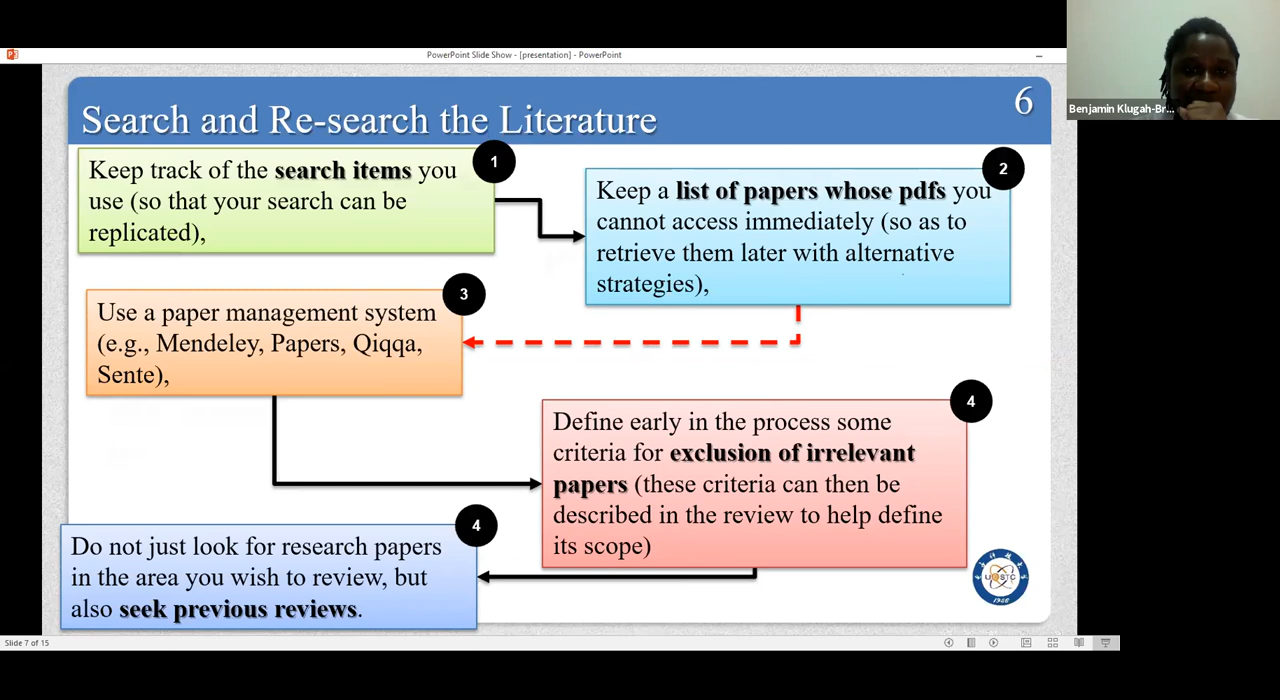 PowerPoint Slide Show - [presentation] - PowerPoint
Benjamin Klugah-Br...
Search and Re-search the Literature
6
1
Keep track of the search items you
use (so that your search can be
replicated),
2
Keep a list of papers whose pdfs you
cannot access immediately (so as to
retrieve them later with alternative
strategies),
3
Use a paper management system
(e.g., Mendeley, Papers, Qiqqa,
Sente),
4
Define early in the process some
criteria for exclusion of irrelevant
papers (these criteria can then be
described in the review to help define
its scope)
4
Do not just look for research papers
in the area you wish to review, but
also seek previous reviews.
1956
Slide 7 of 15